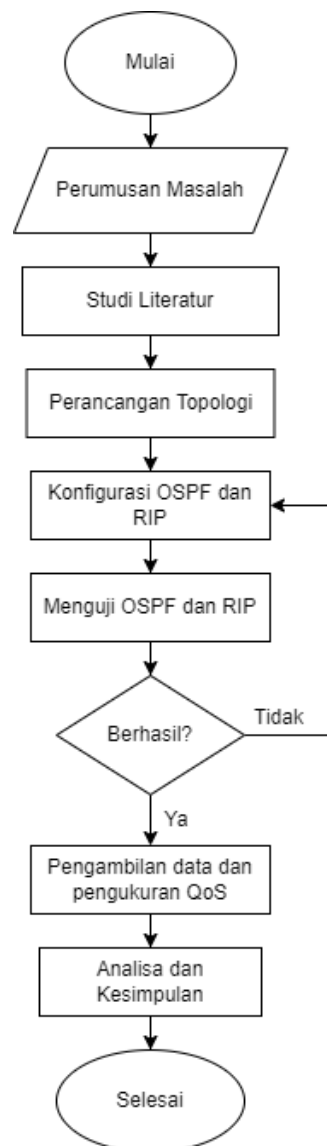 Mulai
Perumusan Masalah
Studi Literatur
Perancangan Topologi
Konfigurasi OSPF dan
RIP
Menguji OSPF dan RIP
Berhasil?
Tidak
Ya
Pengambilan data dan
pengukuran QoS
Analisa dan
Kesimpulan
Selesai